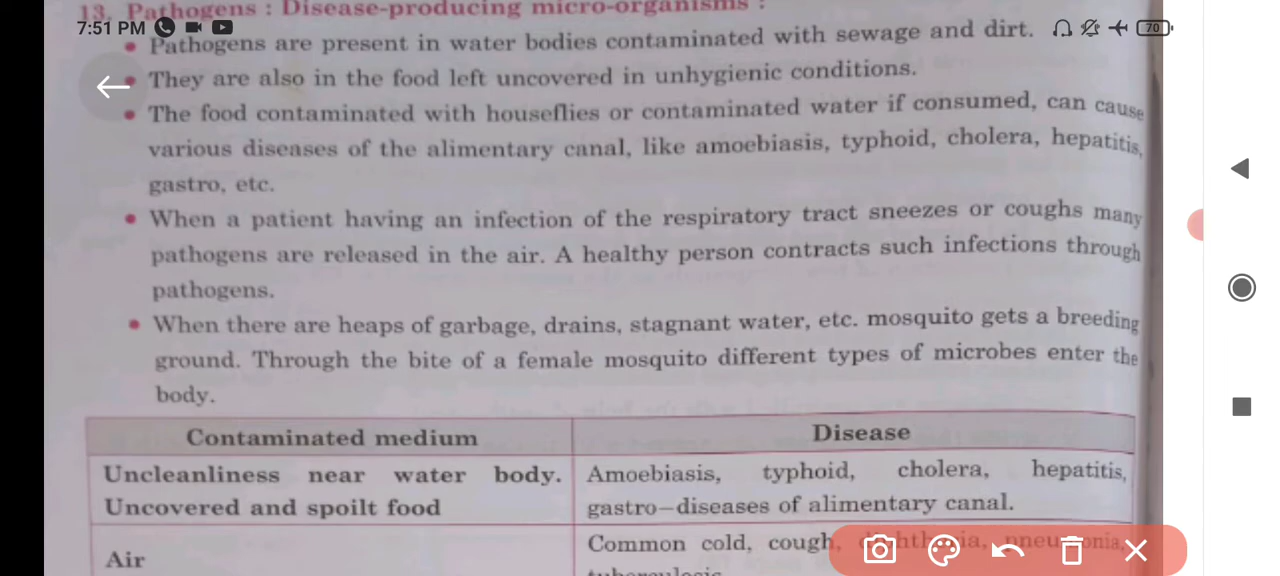 13. Pathogens : Disease-producing micro-organisms :
7:51 PM
70
• Pathogens are present in water bodies contaminated with sewage and dirt.
• They are also in the food left uncovered in unhygienic conditions.
• The food contaminated with houseflies or contaminated water if consumed, can cause
various diseases of the alimentary canal, like amoebiasis, typhoid, cholera, hepatitis,
gastro, etc.
• When a patient having an infection of the respiratory tract sneezes or coughs many
pathogens are released in the air. A healthy person contracts such infections through
pathogens.
• When there are heaps of garbage, drains, stagnant water, etc. mosquito gets a breeding
ground. Through the bite of a female mosquito different types of microbes enter the
body.
Contaminated medium
Disease
Uncleanliness near water body.
Uncovered and spoilt food
Amoebiasis, typhoid, cholera, hepatitis,
gastro–diseases of alimentary canal.
Air
Common cold, cough,